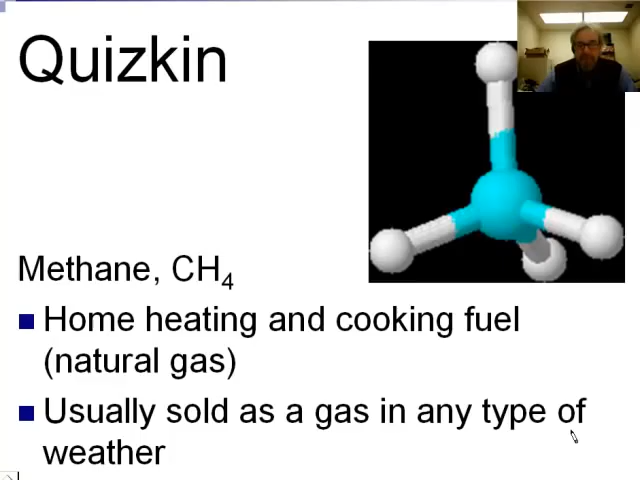 Quizkin
Methane, CH₄
Home heating and cooking fuel
(natural gas)
Usually sold as a gas in any type of
weather